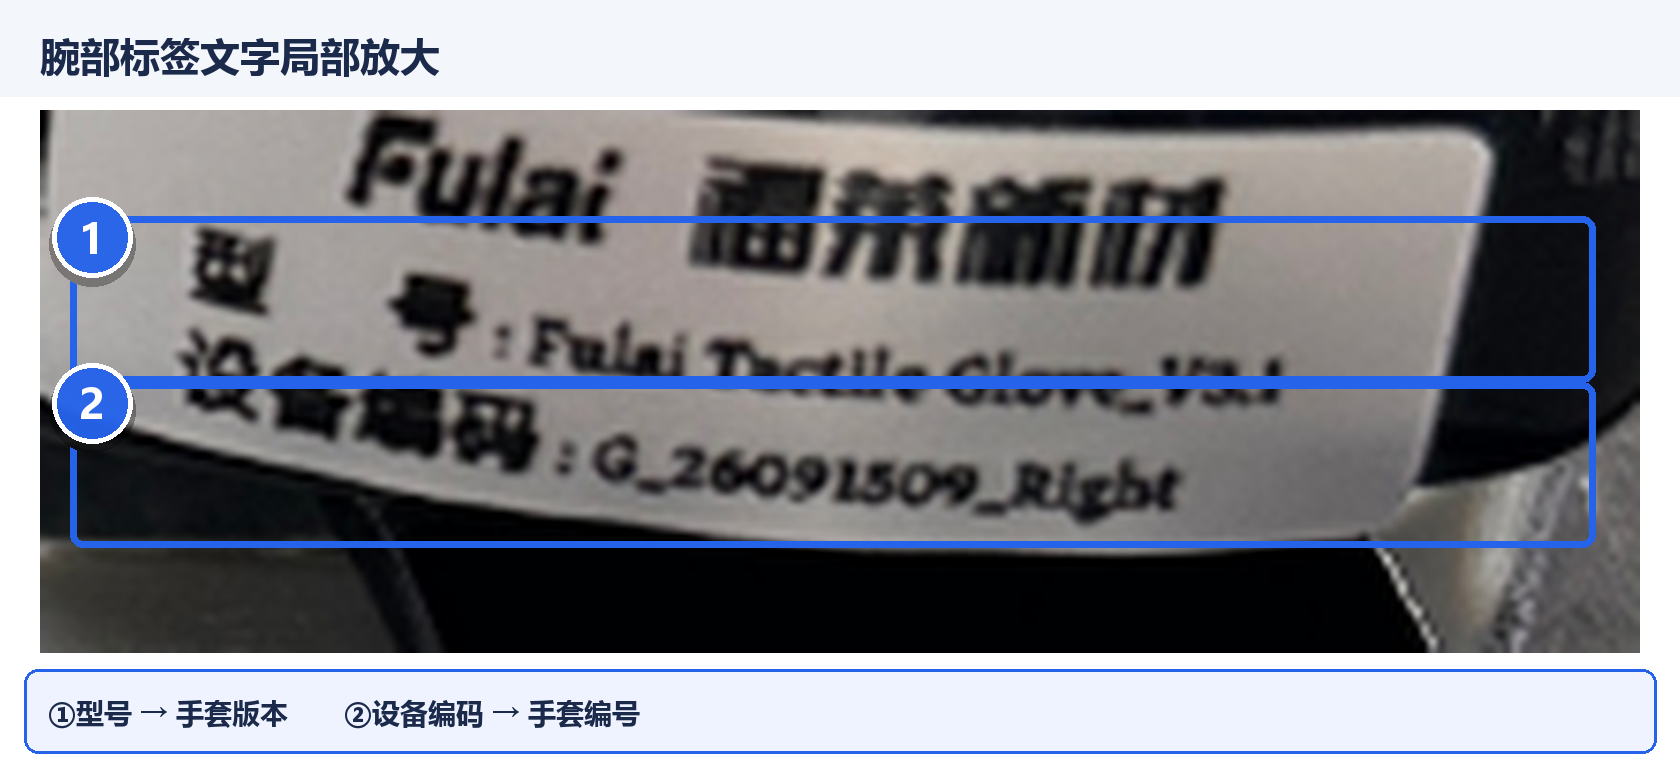 腕部标签文字局部放大
Fulai 福莱新材
1
型 号：Fulai Tactile Glove_V3.1
2
设备编码：G_26091509_Right
①型号 → 手套版本 ②设备编码 → 手套编号